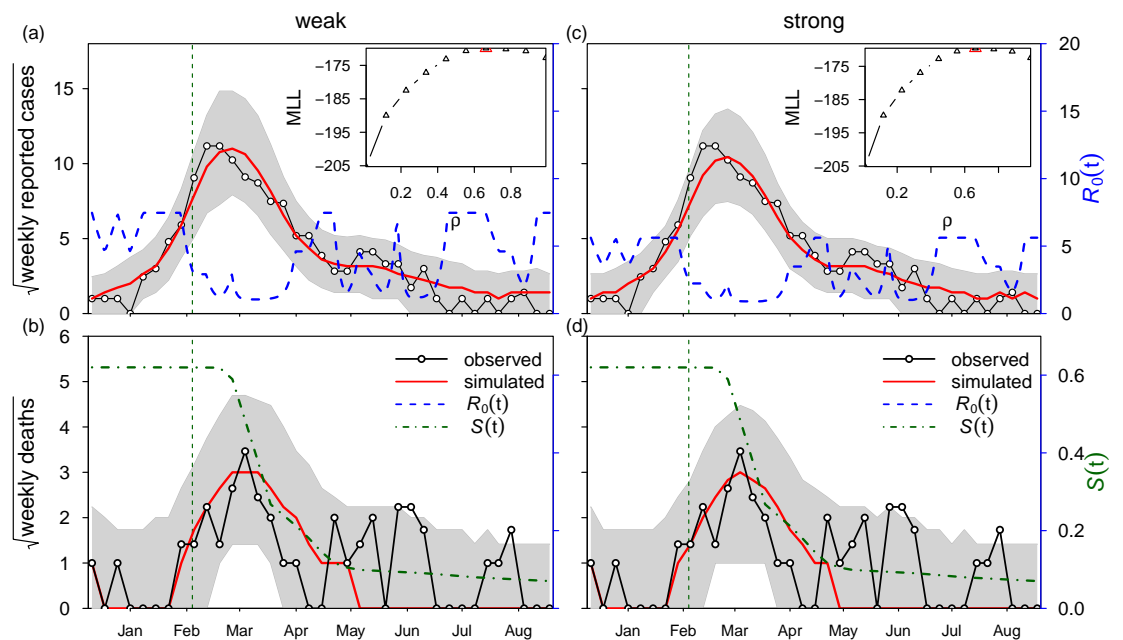 weak
strong
(a)
(c)
√weekly reported cases
0
5
10
15
MLL
−175
−185
−195
−205
0.2
0.4
0.6
0.8
ρ
MLL
−175
−185
−195
−205
0.2
0.6
ρ
0
5
10
15
20
R0(t)
(b)
(d)
√weekly deaths
0
1
2
3
4
5
6
observed
simulated
R0(t)
S(t)
observed
simulated
R0(t)
S(t)
0.0
0.2
0.4
0.6
S(t)
Jan Feb Mar Apr May Jun Jul Aug
Jan Feb Mar Apr May Jun Jul Aug